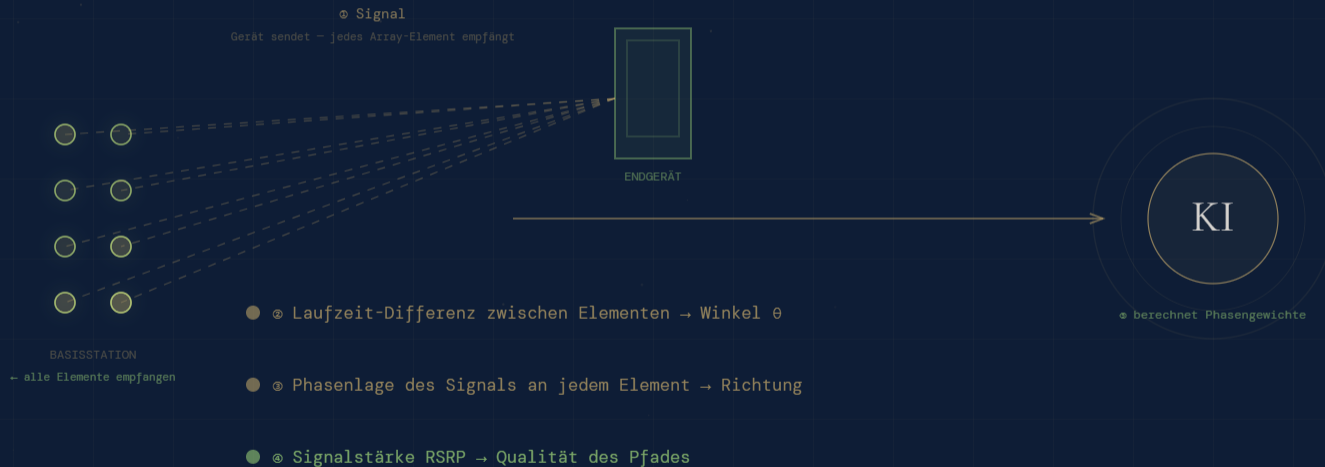 ① Signal
Gerät sendet — jedes Array-Element empfängt
ENDGERÄT
KI
② Laufzeit-Differenz zwischen Elementen → Winkel θ
⑤ berechnet Phasengewichte
BASISSTATION
← alle Elemente empfangen
③ Phasenlage des Signals an jedem Element → Richtung
④ Signalstärke RSRP → Qualität des Pfades